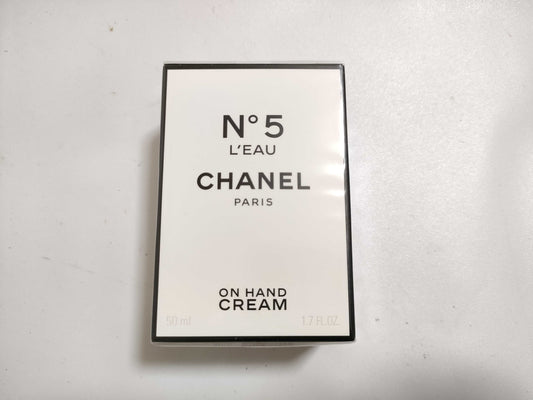 N°5
L'EAU
CHANEL
PARIS
ON HAND
CREAM
50 ml 1.7 FL.OZ.